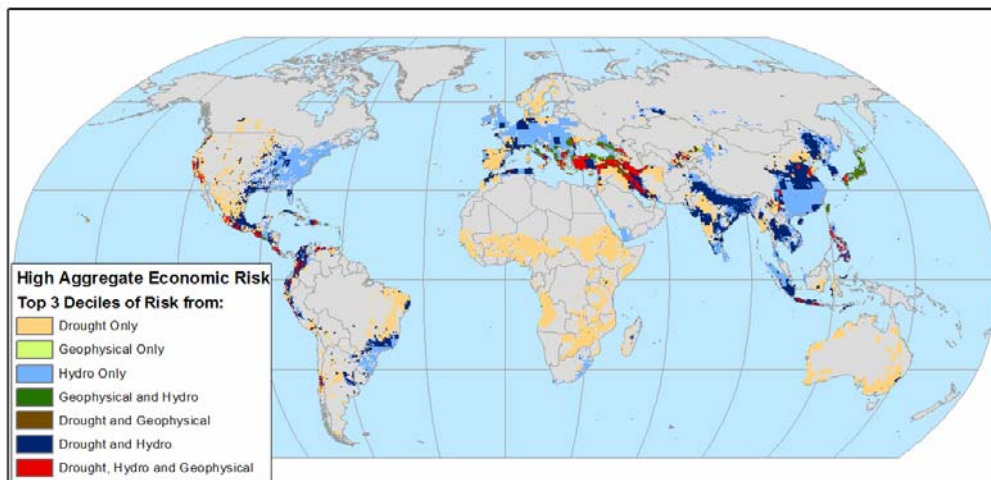 High Aggregate Economic Risk
Top 3 Deciles of Risk from:
Drought Only
Geophysical Only
Hydro Only
Geophysical and Hydro
Drought and Geophysical
Drought and Hydro
Drought, Hydro and Geophysical